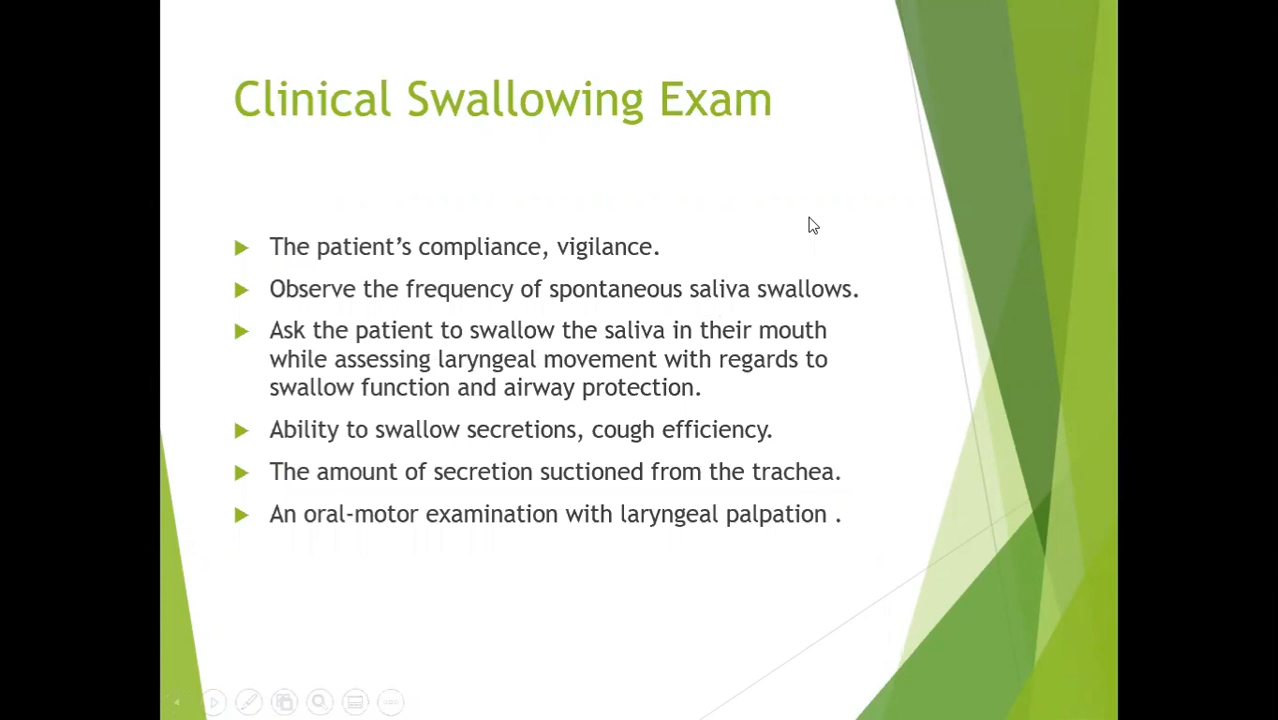 Clinical Swallowing Exam
The patient’s compliance, vigilance.
Observe the frequency of spontaneous saliva swallows.
Ask the patient to swallow the saliva in their mouth
while assessing laryngeal movement with regards to
swallow function and airway protection.
Ability to swallow secretions, cough efficiency.
The amount of secretion suctioned from the trachea.
An oral-motor examination with laryngeal palpation .